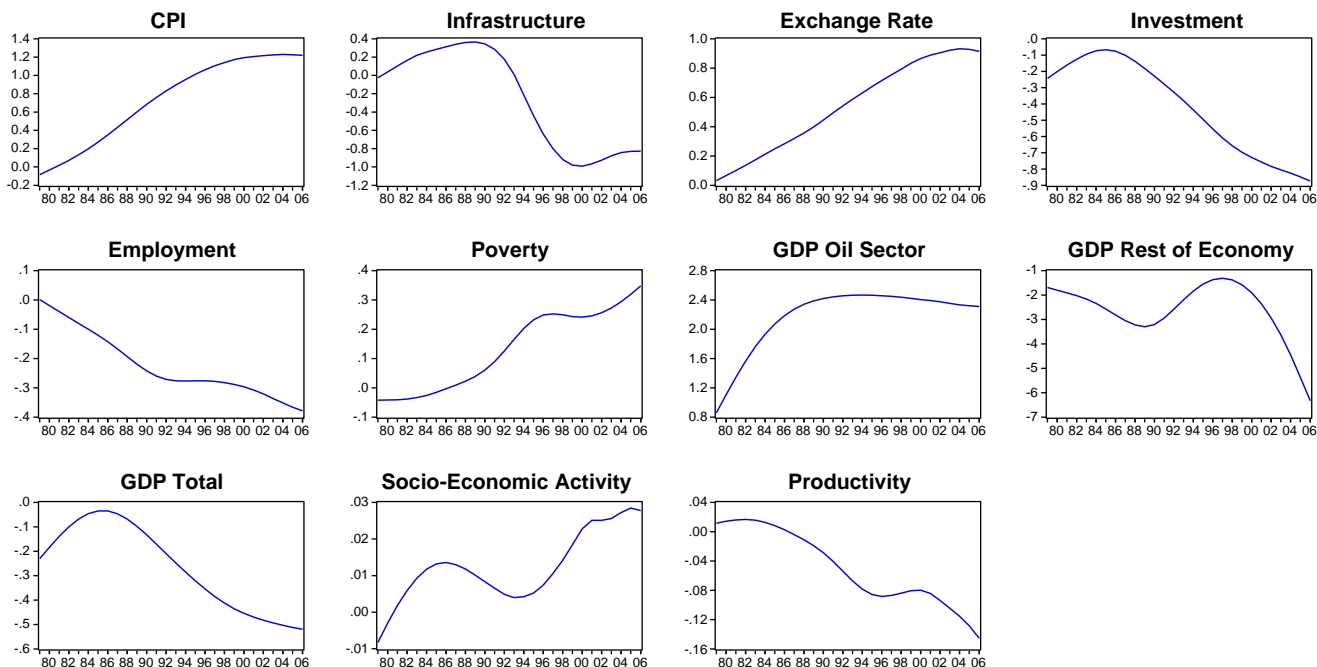 CPI Infrastructure Exchange Rate Investment
1.4 0.4 1.0 .0
1.2 0.2 0.8 -.1
1.0 0.0 0.6 -.2
0.8 -0.2 0.4 -.3
0.6 -0.4 0.2 -.4
0.4 -0.6 0.0 -.5
0.2 -0.8 -.6
0.0 -1.0 -.7
-0.2 -1.2 -.8
-.9
80 82 84 86 88 90 92 94 96 98 00 02 04 06 80 82 84 86 88 90 92 94 96 98 00 02 04 06 80 82 84 86 88 90 92 94 96 98 00 02 04 06 80 82 84 86 88 90 92 94 96 98 00 02 04 06
Employment Poverty GDP Oil Sector GDP Rest of Economy
.1 .4 2.8 -1
.0 .3 2.4 -2
-.1 .2 2.0 -3
-.2 .1 1.6 -4
-.3 .0 1.2 -5
-.4 -.1 0.8 -6
-7
80 82 84 86 88 90 92 94 96 98 00 02 04 06 80 82 84 86 88 90 92 94 96 98 00 02 04 06 80 82 84 86 88 90 92 94 96 98 00 02 04 06 80 82 84 86 88 90 92 94 96 98 00 02 04 06
GDP Total Socio-Economic Activity Productivity
.0 .03 .04
-.1 .02 .00
-.2 .01 -.04
-.3 .00 -.08
-.4 -.01 -.12
-.5 -.16
-.6
80 82 84 86 88 90 92 94 96 98 00 02 04 06 80 82 84 86 88 90 92 94 96 98 00 02 04 06 80 82 84 86 88 90 92 94 96 98 00 02 04 06